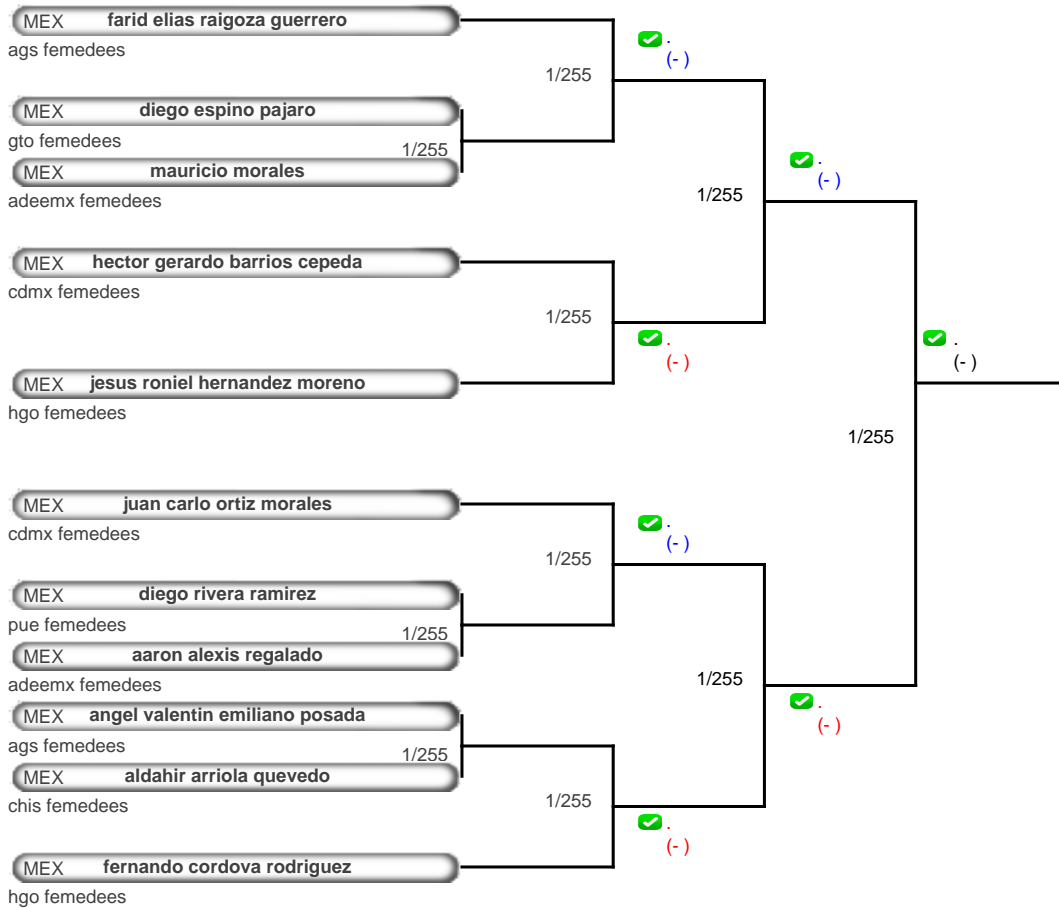 MEX farid elias raigoza guerrero
ags femedees
.
(- )
1/255
MEX diego espino pajaro
gto femedees
1/255
MEX mauricio morales
adeemx femedees
.
(- )
1/255
MEX hector gerardo barrios cepeda
cdmx femedees
1/255
.
(- )
.
(- )
MEX jesus roniel hernandez moreno
hgo femedees
1/255
MEX juan carlo ortiz morales
cdmx femedees
.
(- )
1/255
MEX diego rivera ramirez
pue femedees
1/255
MEX aaron alexis regalado
adeemx femedees
1/255
.
(- )
MEX angel valentin emiliano posada
ags femedees
1/255
MEX aldahir arriola quevedo
chis femedees
1/255
.
(- )
MEX fernando cordova rodriguez
hgo femedees